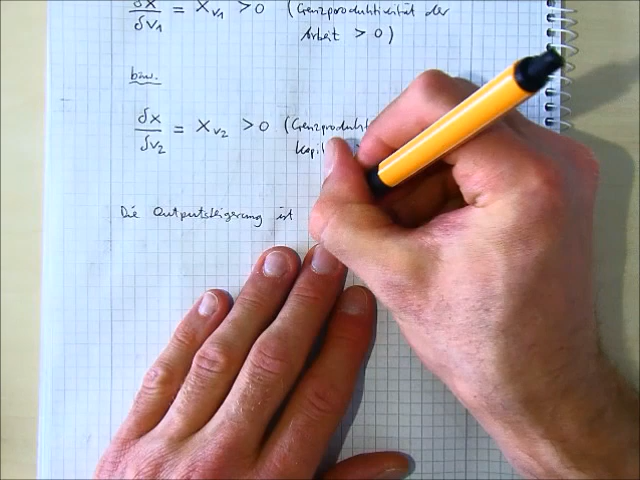 δx/δv₁ = Xv₁ > 0 (Grenzproduktivität der
Arbeit > 0)
bzw.
δx/δv₂ = Xv₂ > 0 (Grenzprodukt
Kapi
Die Outputsteigerung ist